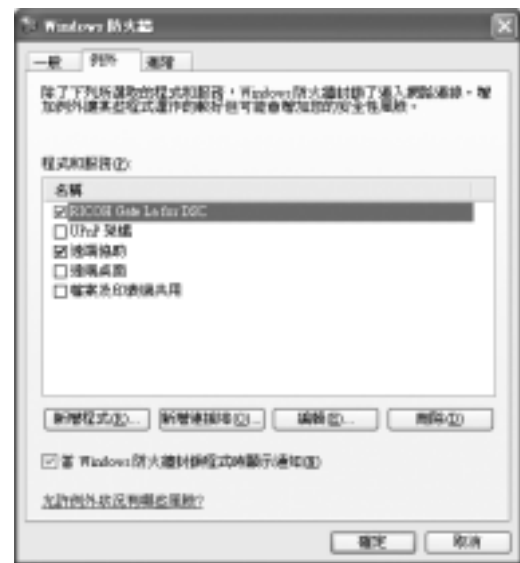 Windows 防火牆
一般 例外 進階
除了下列所選取的程式和服務，Windows 防火牆封鎖了進入網路連線。增
加例外讓某些程式運作的較好但可能會增加您的安全性風險。
程式和服務(P):
名稱
RICOH Gate La for DSC
UPnP 架構
遠端協助
遠端桌面
檔案及印表機共用
新增程式(R)... 新增連接埠(O)... 編輯(E)... 刪除(D)
當 Windows 防火牆封鎖程式時顯示通知(N)
允許例外狀況有哪些風險?
確定 取消